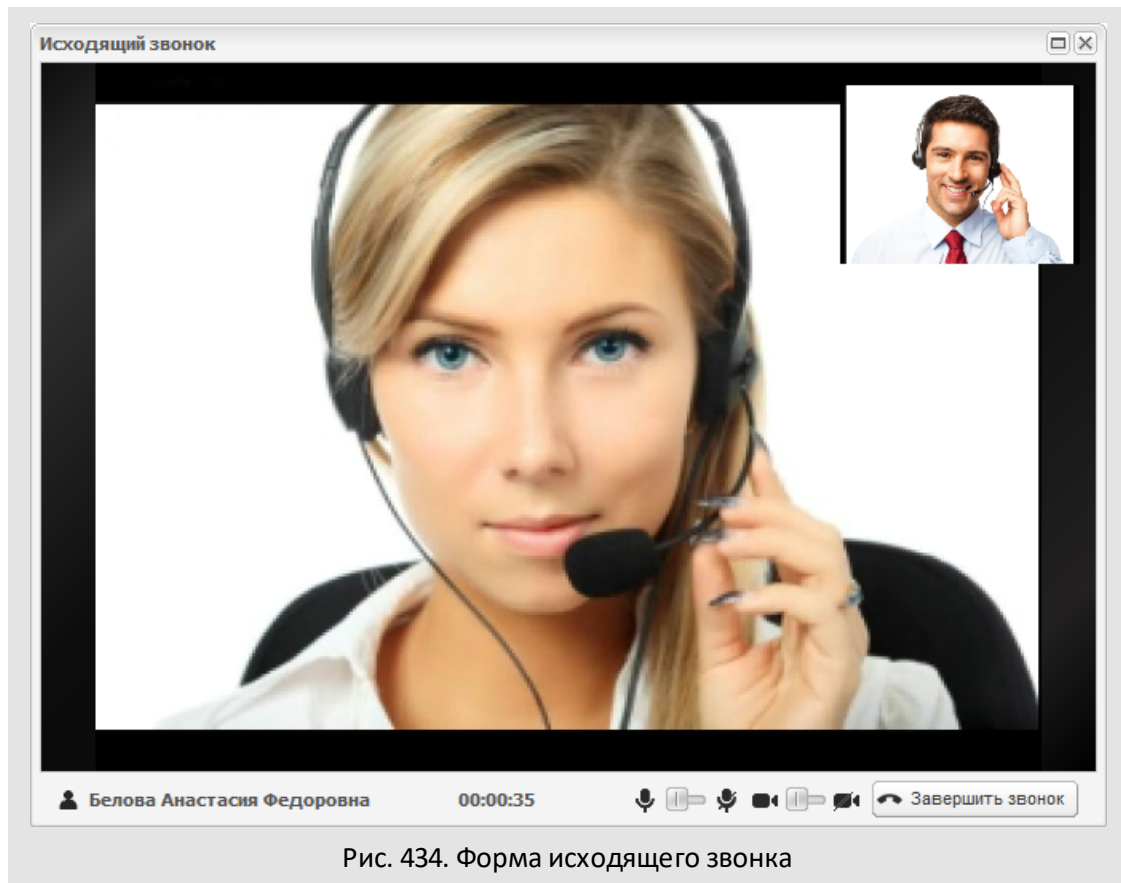 Исходящий звонок
Белова Анастасия Федоровна 00:00:35 Завершить звонок
Рис. 434. Форма исходящего звонка